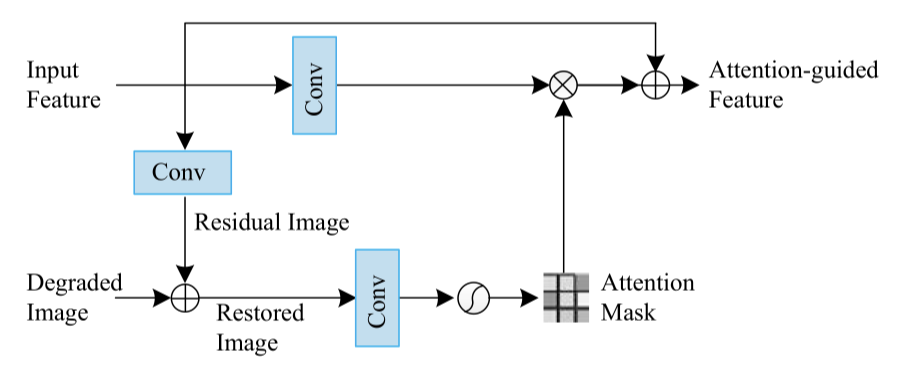 Input
Feature
Conv
Attention-guided
Feature
Conv
Residual Image
Degraded
Image
Restored
Image
Conv
Attention
Mask